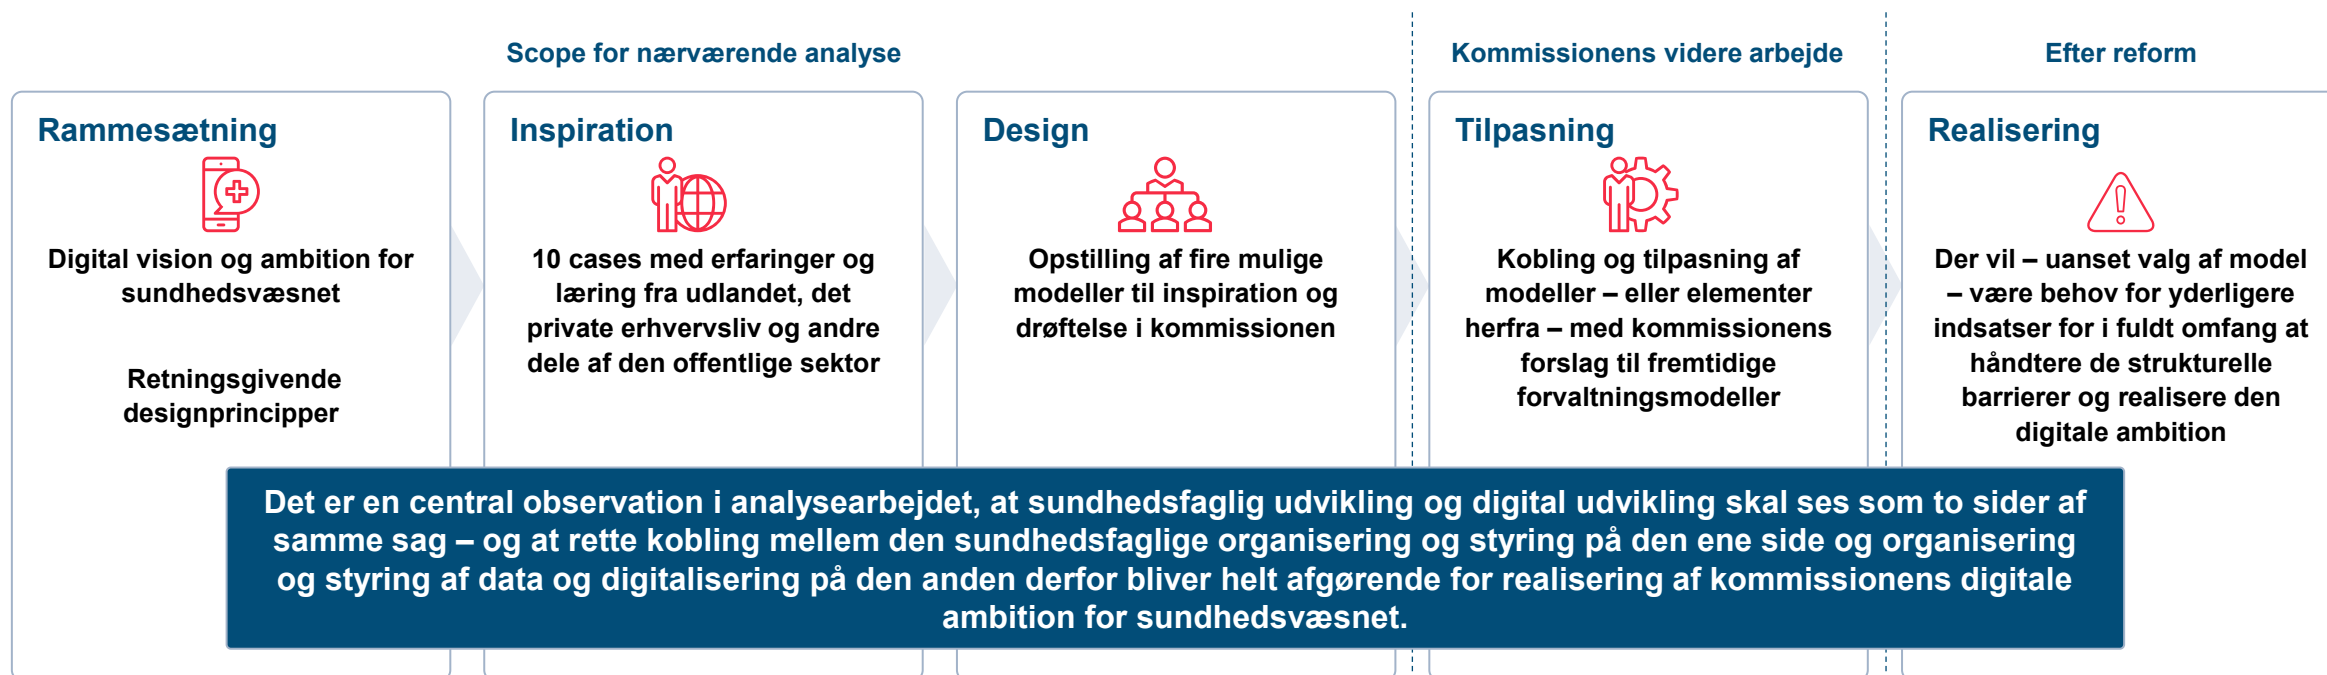 Scope for nærværende analyse
Kommissionens videre arbejde
Efter reform
Rammesætning
Digital vision og ambition for
sundhedsvæsnet
Retningsgivende
designprincipper
Inspiration
10 cases med erfaringer og
læring fra udlandet, det
private erhvervsliv og andre
dele af den offentlige sektor
Design
Opstilling af fire mulige
modeller til inspiration og
drøftelse i kommissionen
Tilpasning
Kobling og tilpasning af
modeller – eller elementer
herfra – med kommissionens
forslag til fremtidige
forvaltningsmodeller
Realisering
Der vil – uanset valg af model
– være behov for yderligere
indsatser for i fuldt omfang at
håndtere de strukturelle
barrierer og realisere den
digitale ambition
Det er en central observation i analysearbejdet, at sundhedsfaglig udvikling og digital udvikling skal ses som to sider af
samme sag – og at rette kobling mellem den sundhedsfaglige organisering og styring på den ene side og organisering
og styring af data og digitalisering på den anden derfor bliver helt afgørende for realisering af kommissionens digitale
ambition for sundhedsvæsnet.